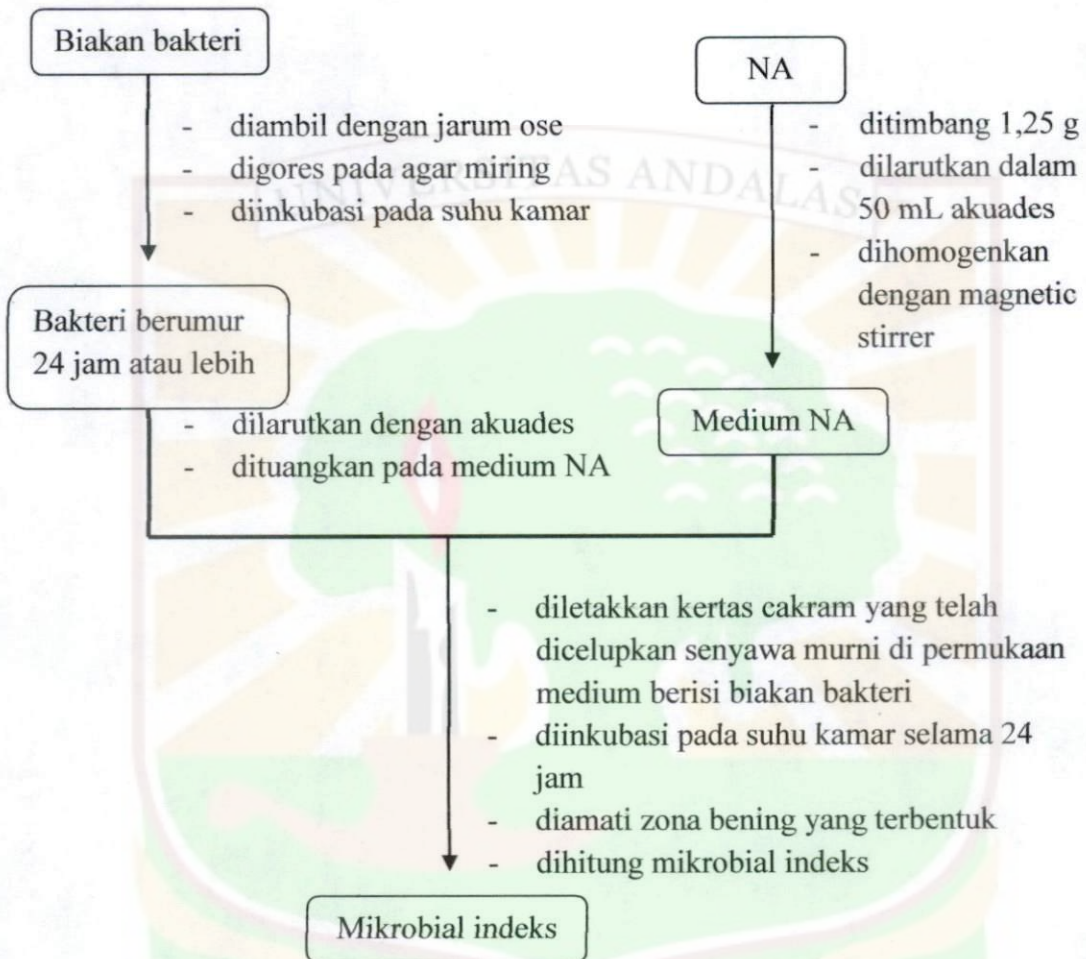 Biakan bakteri
- diambil dengan jarum ose
- digores pada agar miring
- diinkubasi pada suhu kamar
Bakteri berumur
24 jam atau lebih
- dilarutkan dengan akuades
- dituangkan pada medium NA
NA
- ditimbang 1,25 g
- dilarutkan dalam
50 mL akuades
- dihomogenkan
dengan magnetic
stirrer
Medium NA
- diletakkan kertas cakram yang telah
dicelupkan senyawa murni di permukaan
medium berisi biakan bakteri
- diinkubasi pada suhu kamar selama 24
jam
- diamati zona bening yang terbentuk
- dihitung mikrobial indeks
Mikrobial indeks
UNIVERSITAS ANDALAS